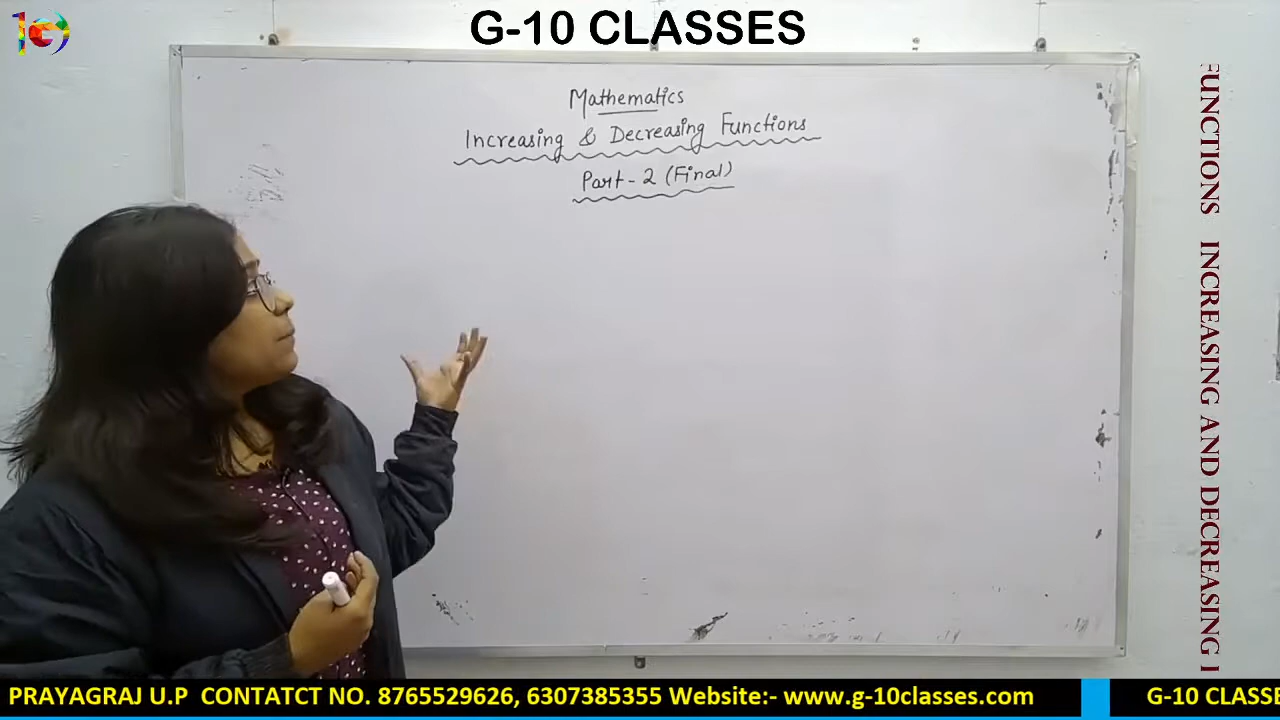 G-10 CLASSES
1G
Mathematics
Increasing & Decreasing Functions
Part-2 (Final)
FUNCTIONS INCREASING AND DECREASING
PRAYAGRAJ U.P CONTATCT NO. 8765529626, 6307385355 Website:- www.g-10classes.com
G-10 CLASSE